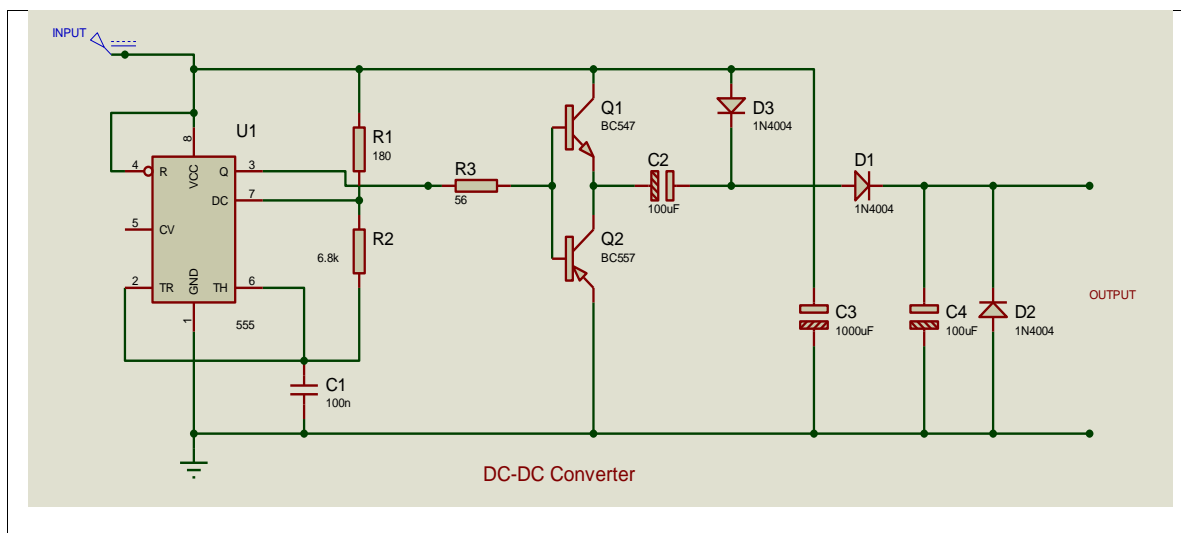 INPUT
U1
8
VCC
4
R
Q
3
DC
7
5
CV
2
TR
GND
TH
6
1
555
R1
180
R2
6.8k
C1
100n
R3
56
Q1
BC547
Q2
BC557
C2
100uF
D3
1N4004
D1
1N4004
C3
1000uF
C4
100uF
D2
1N4004
OUTPUT
DC-DC Converter